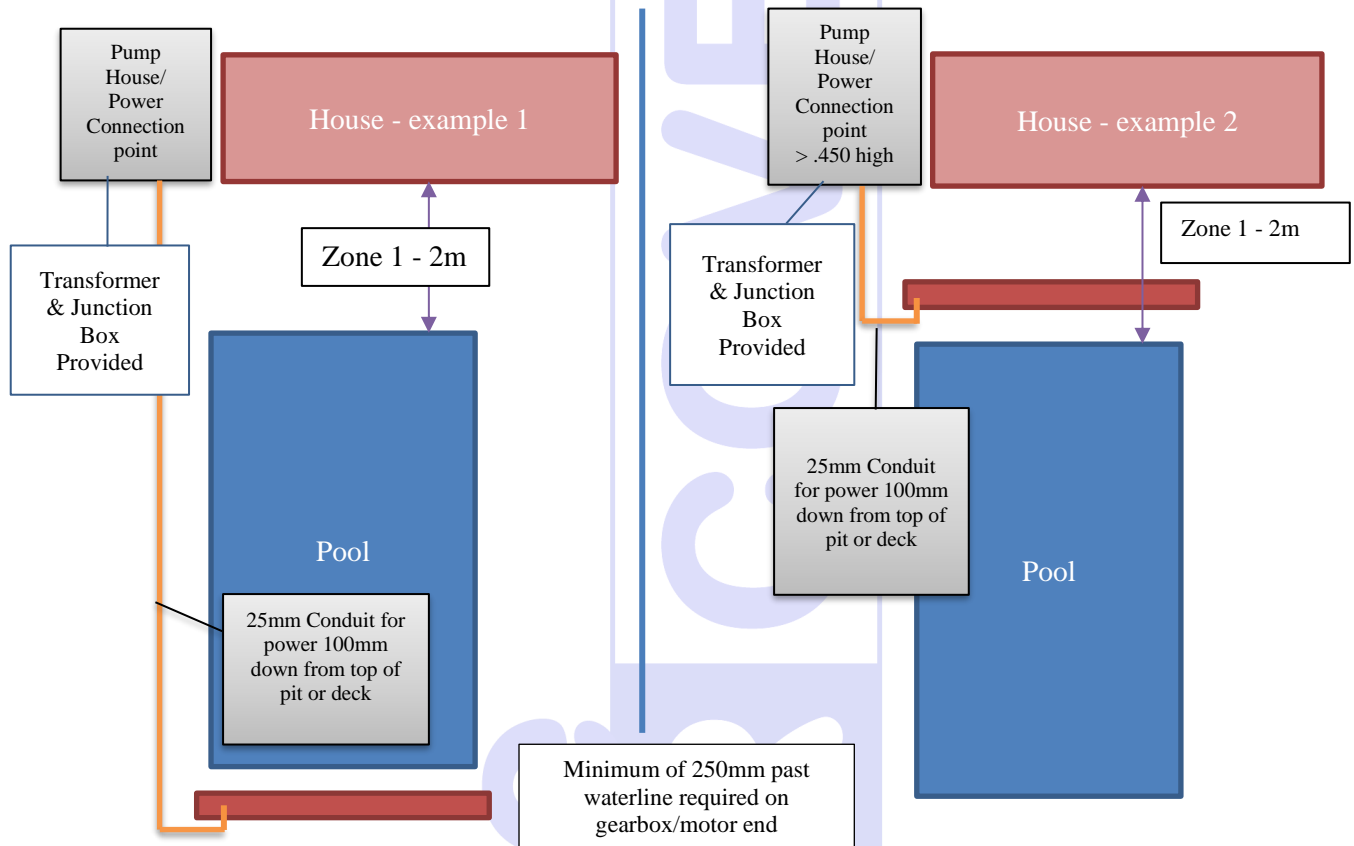 Pump
House/
Power
Connection
point
House - example 1
Zone 1 - 2m
Transformer
& Junction
Box
Provided
Pool
25mm Conduit for
power 100mm
down from top of
pit or deck
Pump
House/
Power
Connection
point
> .450 high
House - example 2
Zone 1 - 2m
Transformer
& Junction
Box
Provided
25mm Conduit
for power 100mm
down from top of
pit or deck
Pool
Minimum of 250mm past
waterline required on
gearbox/motor end